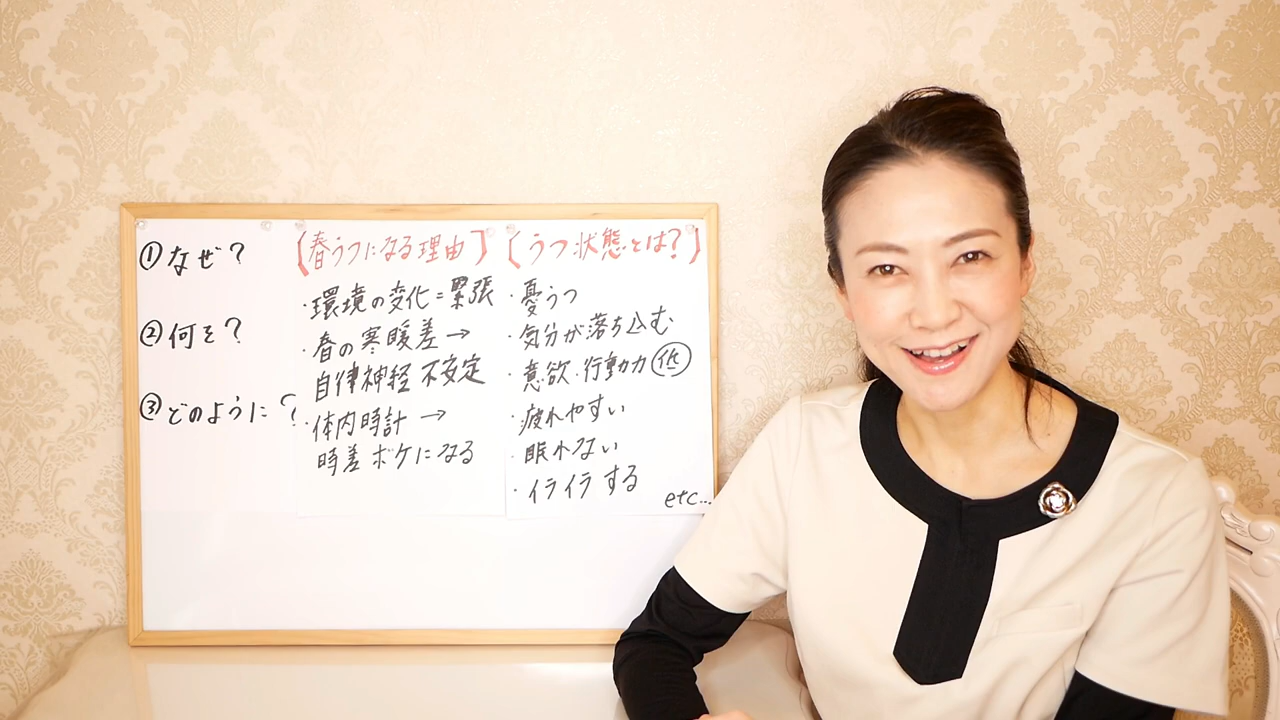 ①なぜ?
②何を?
③どのように?
【春うつになる理由】
・環境の変化=緊張
・春の寒暖差→
自律神経不安定
・体内時計→
時差ボケになる
【うつ状態とは?】
・憂うつ
・気分が落ち込む
・意欲・行動力低
・疲れやすい
・眠れない
・イライラする
etc...